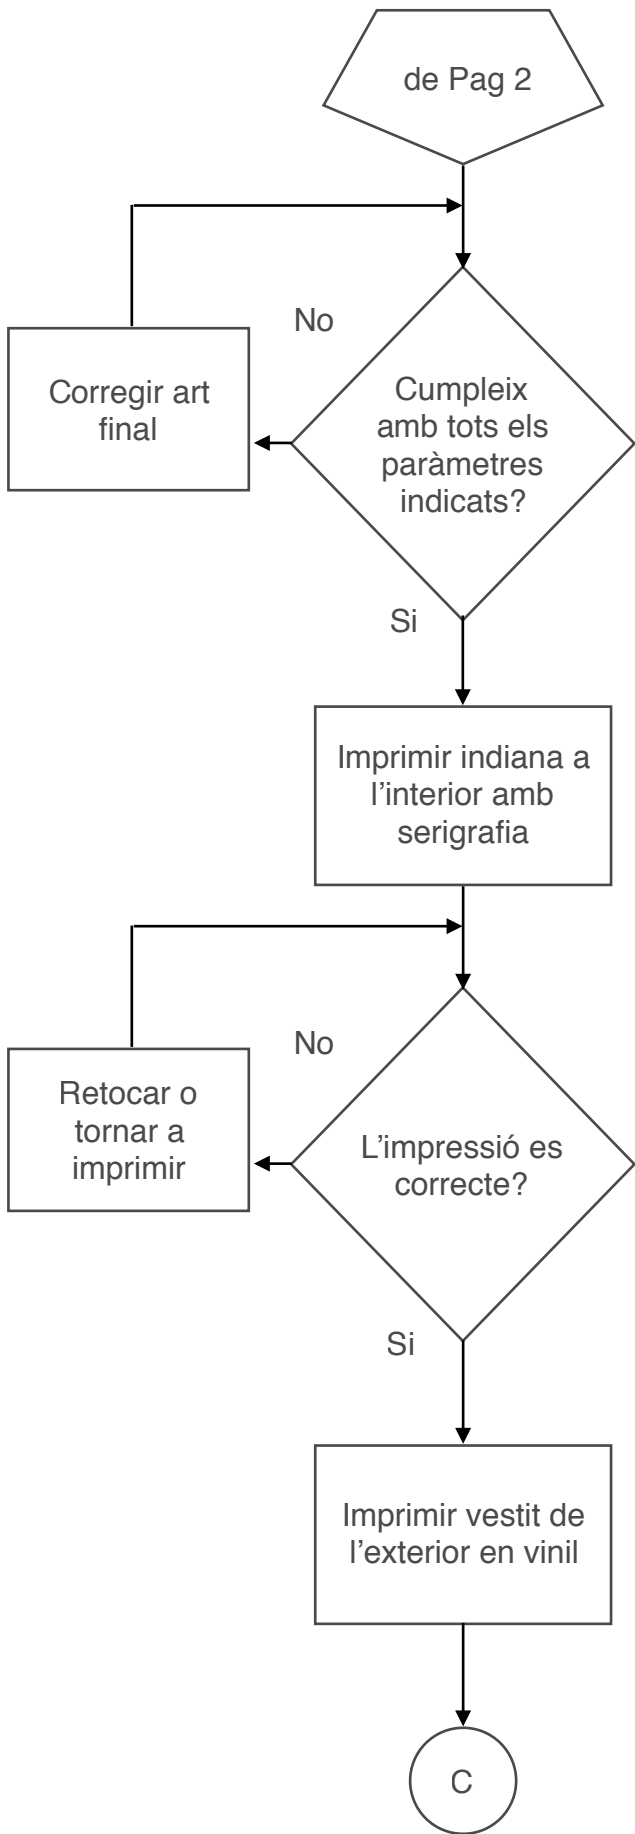 de Pag 2
No
Corregir art
final
Cumpleix
amb tots els
paràmetres
indicats?
Si
Imprimir indiana a
l'interior amb
serigrafia
No
Retocar o
tornar a
imprimir
L'impressió es
correcte?
Si
Imprimir vestit de
l'exterior en vinil
C